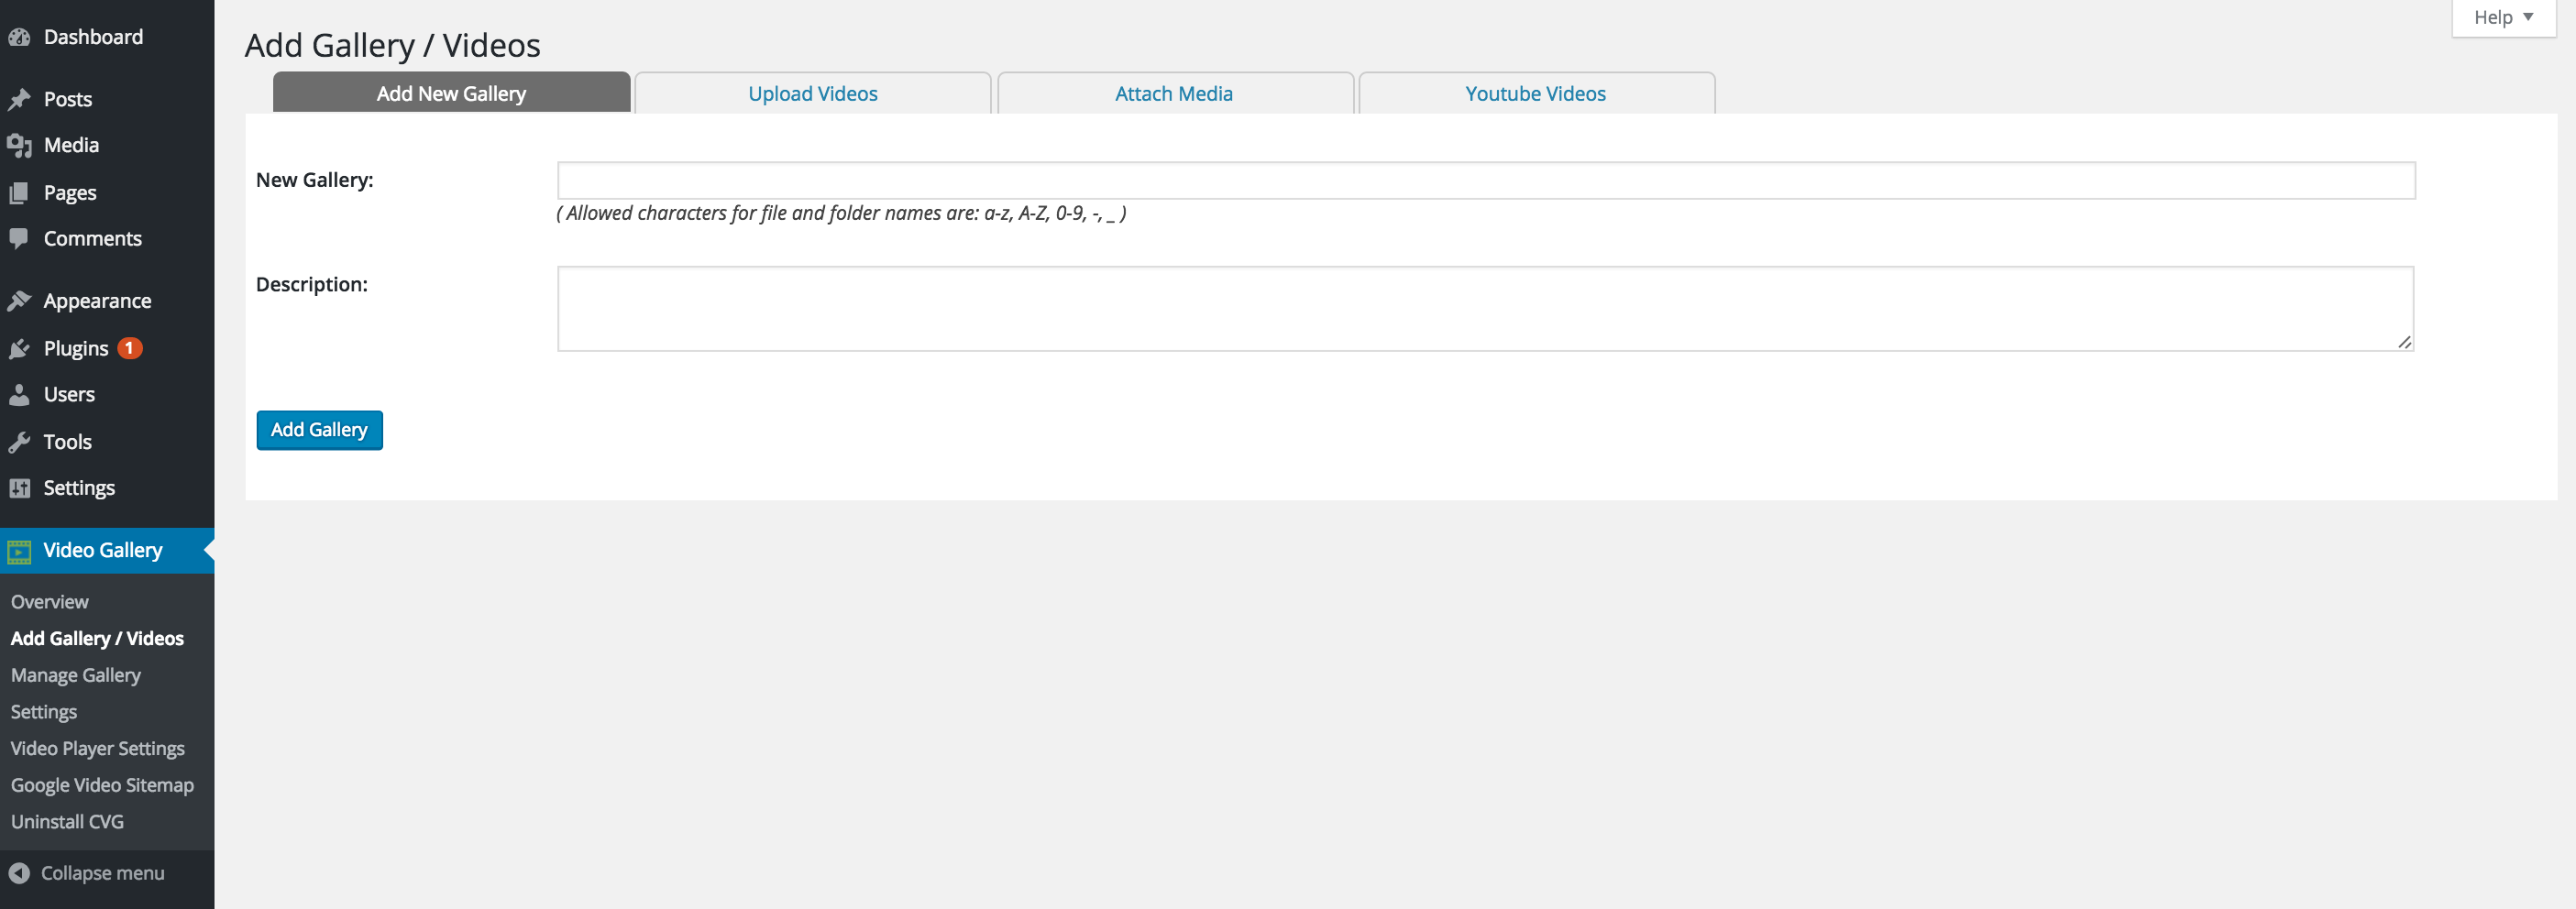 Dashboard
Posts
Media
Pages
Comments
Appearance
Plugins 1
Users
Tools
Settings
Video Gallery
Overview
Add Gallery / Videos
Manage Gallery
Settings
Video Player Settings
Google Video Sitemap
Uninstall CVG
Collapse menu
Help
Add Gallery / Videos
Add New Gallery
Upload Videos
Attach Media
Youtube Videos
New Gallery:
( Allowed characters for file and folder names are: a-z, A-Z, 0-9, -, _ )
Description:
Add Gallery